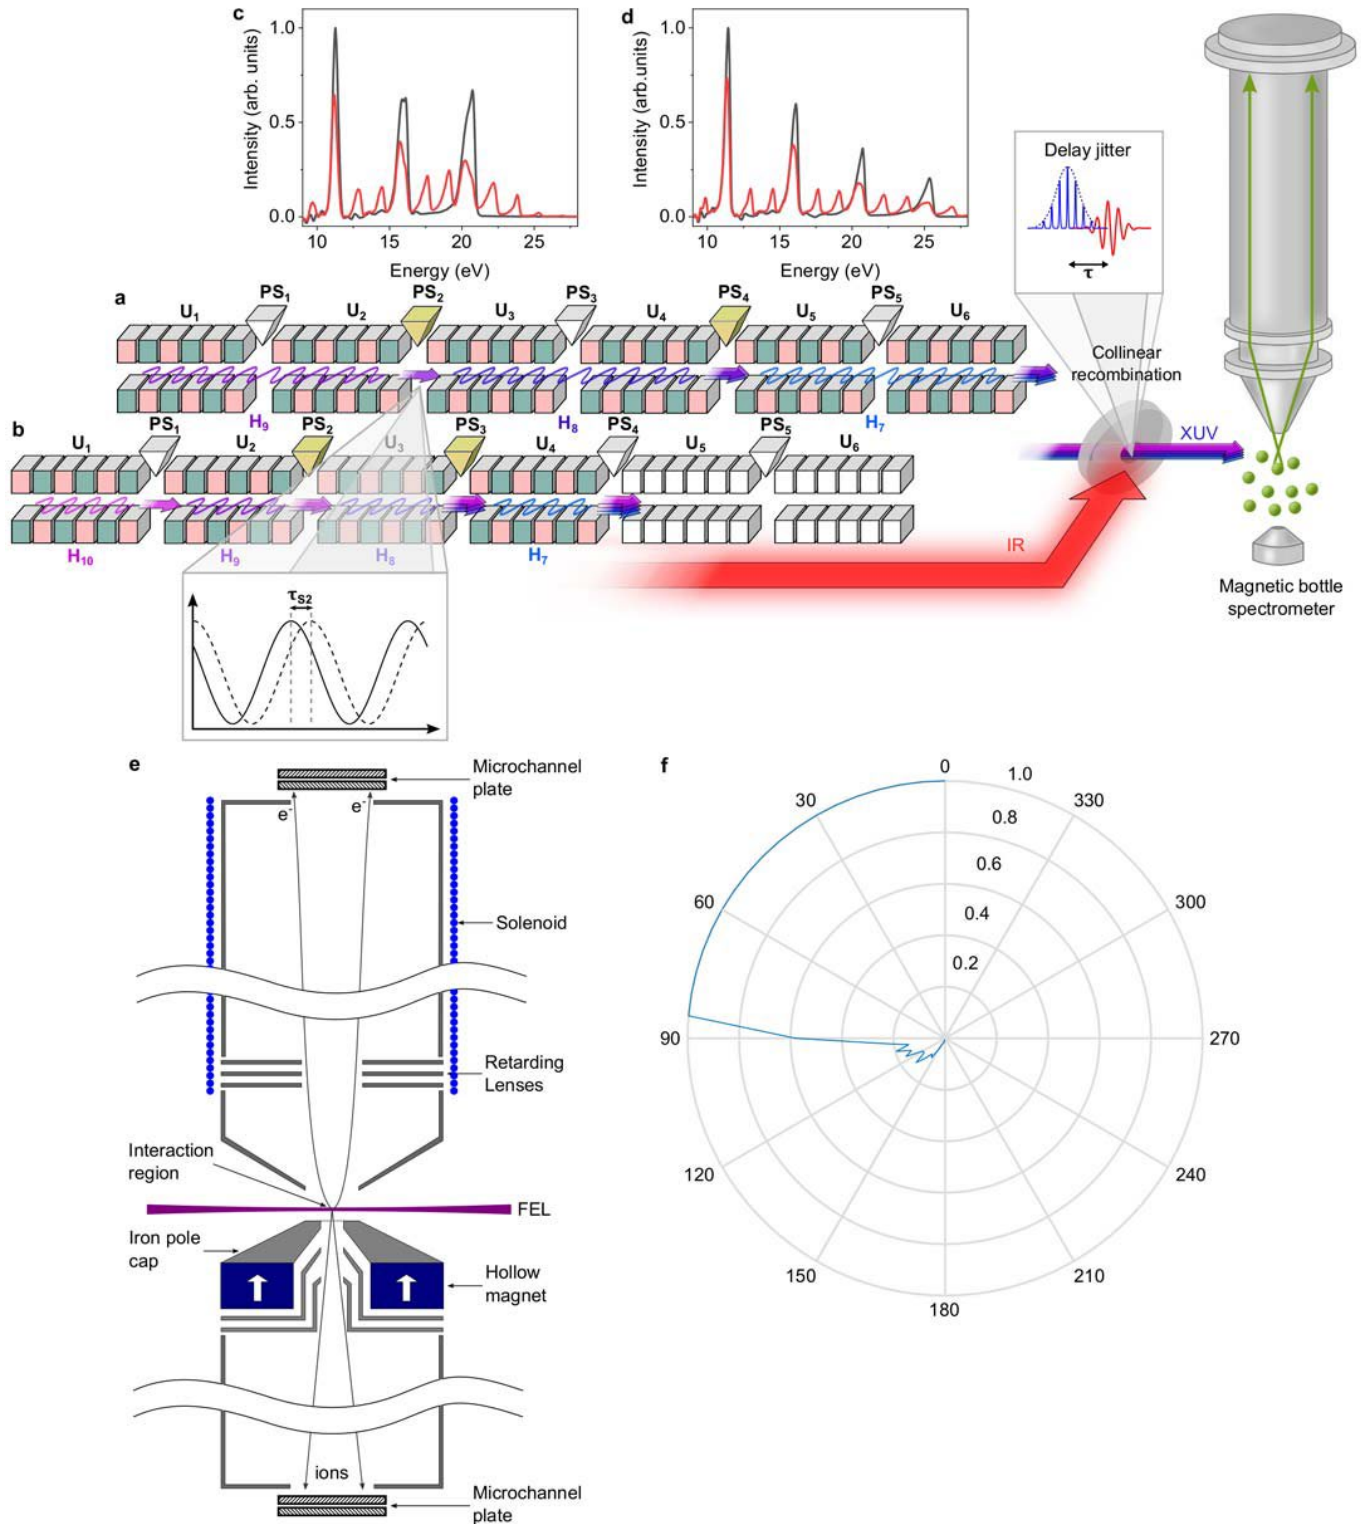 c
Intensity (arb. units)
1.0
0.5
0.0
10
15
20
25
Energy (eV)
d
Intensity (arb.units)
1.0
0.5
0.0
10
15
20
25
Energy (eV)
Delay jitter
τ
a
U1
PS1
U2
PS2
U3
PS3
U4
PS4
U5
PS5
U6
H9
H8
H7
Collinear
recombination
XUV
b
U1
PS1
U2
PS2
U3
PS3
U4
PS4
U5
PS5
U6
H10
H9
H8
H7
IR
Magnetic bottle
spectrometer
τS2
e
Microchannel
plate
e-
e-
Solenoid
Retarding
Lenses
Interaction
region
FEL
Iron pole
cap
Hollow
magnet
ions
Microchannel
plate
f
0
1.0
30
330
0.8
0.6
60
300
0.4
0.2
90
270
120
240
150
210
180